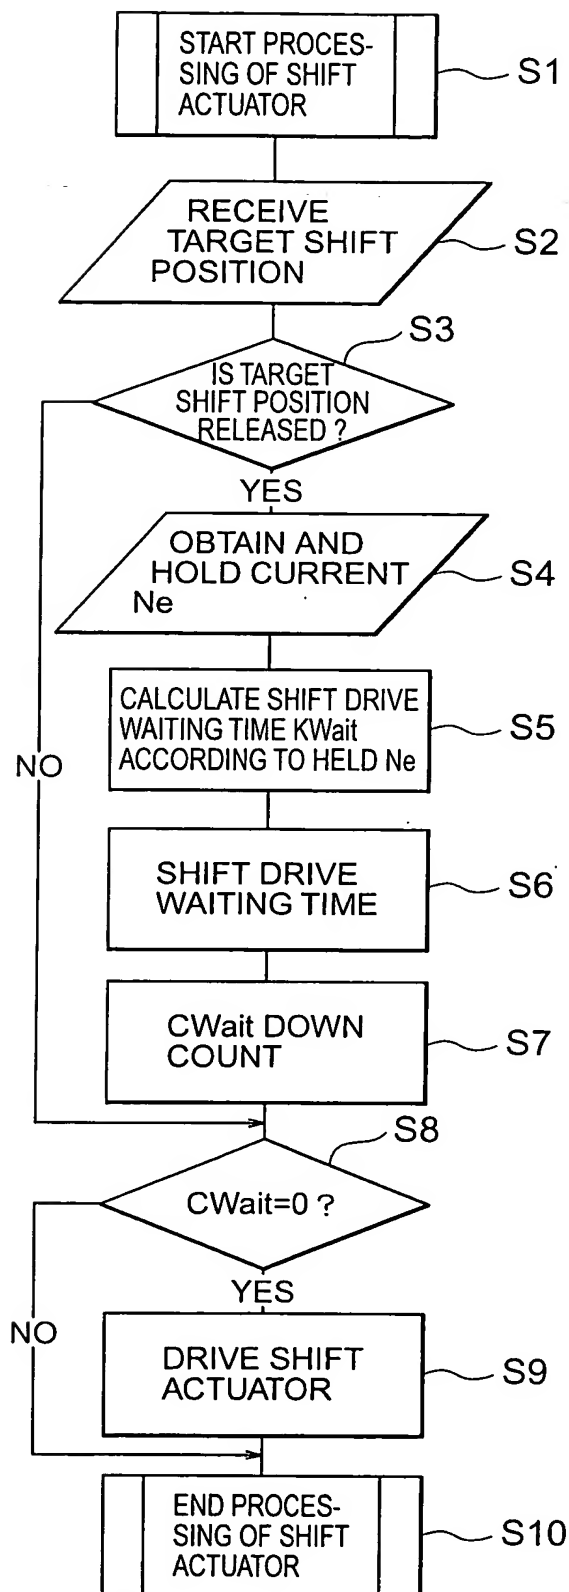 START PROCES-
SING OF SHIFT
ACTUATOR
S1
RECEIVE
TARGET SHIFT
POSITION
S2
S3
IS TARGET
SHIFT POSITION
RELEASED ?
YES
OBTAIN AND
HOLD CURRENT
Ne
S4
CALCULATE SHIFT DRIVE
WAITING TIME KWait
ACCORDING TO HELD Ne
S5
NO
SHIFT DRIVE
WAITING TIME
S6
CWait DOWN
COUNT
S7
S8
CWait=0 ?
YES
NO
DRIVE SHIFT
ACTUATOR
S9
END PROCES-
SING OF SHIFT
ACTUATOR
S10